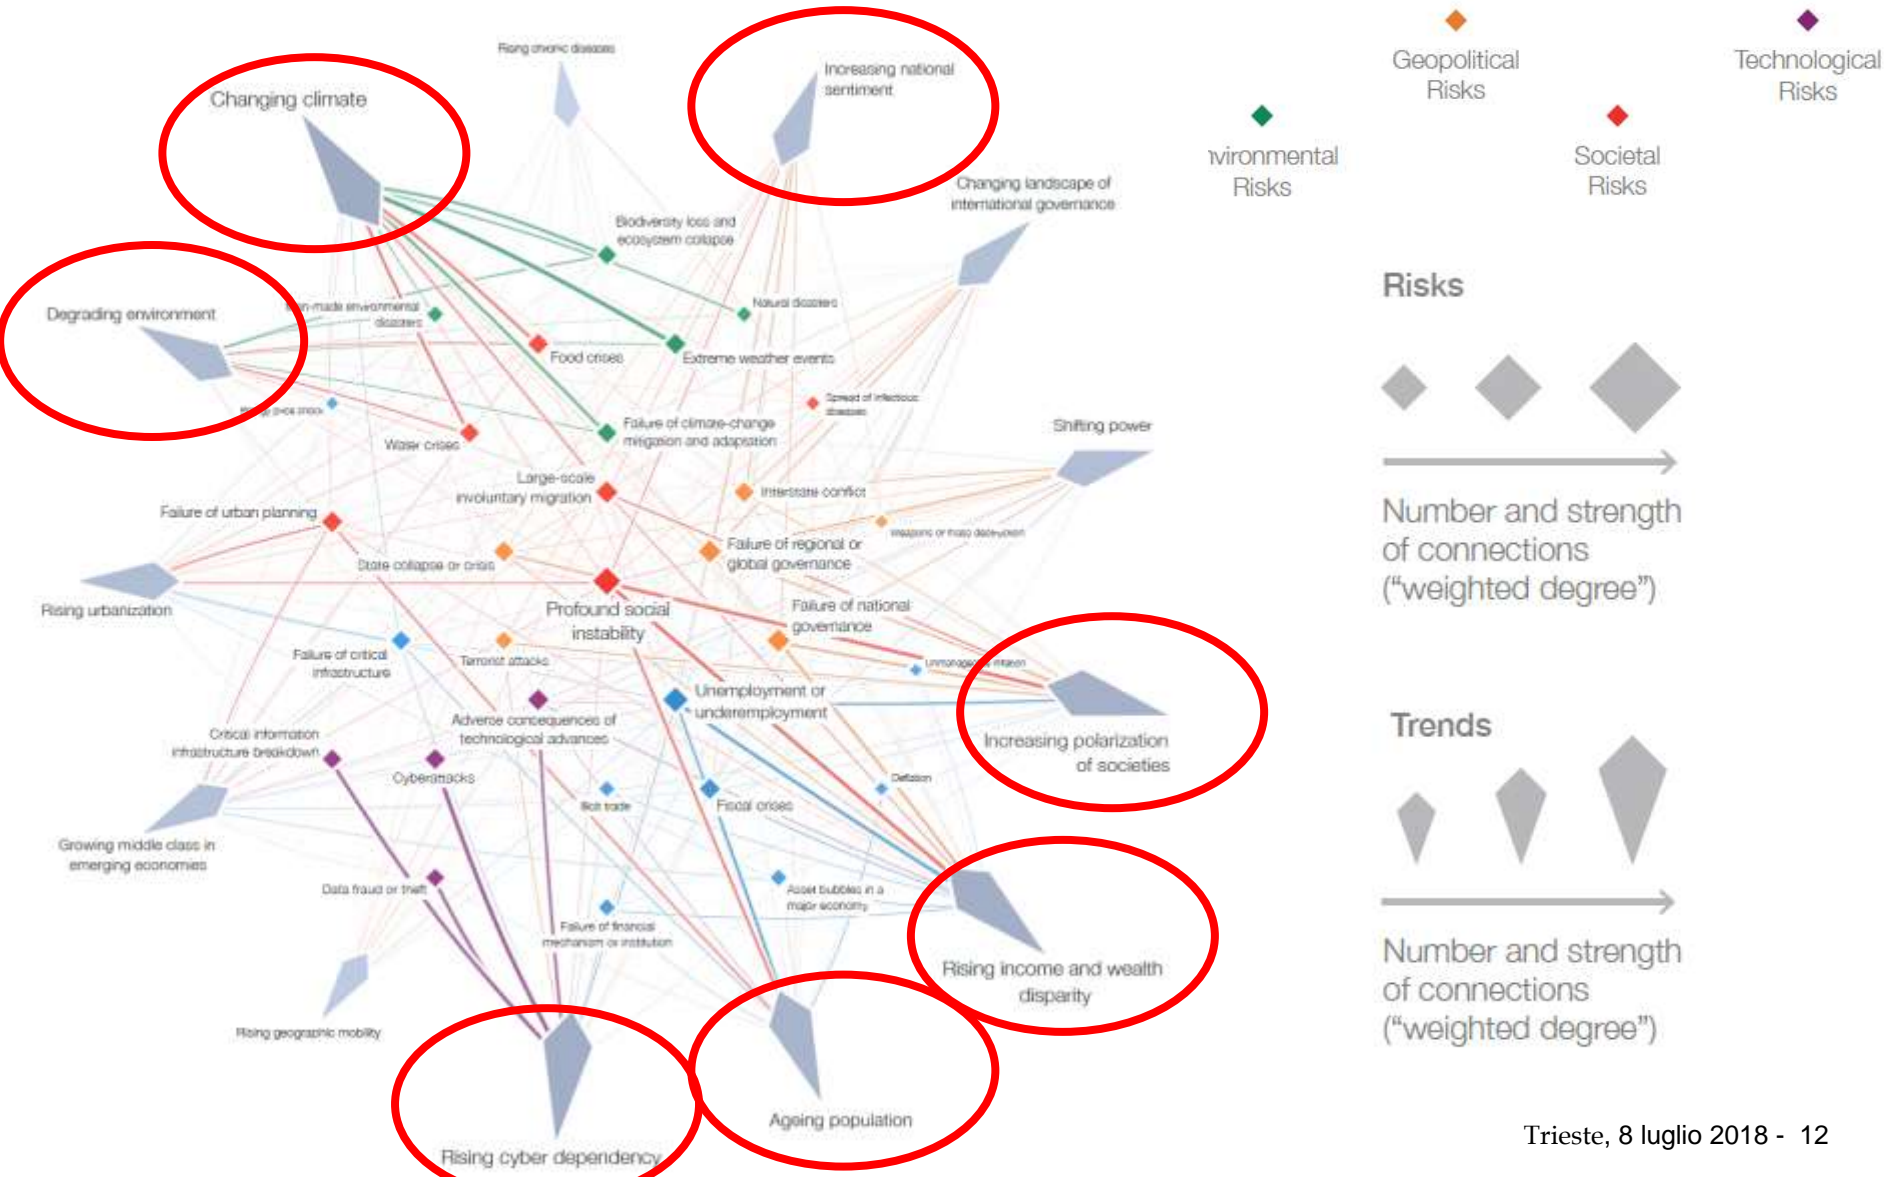 Rising chronic diseases
Changing climate
Increasing national
sentiment
Changing landscape of
international governance
Biodiversity loss and
ecosystem collapse
Degrading environment
-made environmental
disasters
Natural disasters
Food crises
Extreme weather events
price shock
Spread of infectious
diseases
Water crises
Failure of climate-change
mitigation and adaptation
Shifting power
Large-scale
involuntary migration
Interstate conflict
Failure of urban planning
Weapons of mass destruction
State collapse or crisis
Failure of regional or
global governance
Rising urbanization
Profound social
instability
Failure of national
governance
Failure of critical
infrastructure
Terrorist attacks
Unemployment or
underemployment
Adverse consequences of
technological advances
Critical information
infrastructure breakdown
Cyberattacks
Increasing polarization
of societies
Illicit trade
Fiscal crises
Deflation
Growing middle class in
emerging economies
Data fraud or theft
Asset bubbles in a
major economy
Failure of financial
mechanism or institution
Rising income and wealth
disparity
Rising geographic mobility
Ageing population
Rising cyber dependency
Geopolitical
Risks
Technological
Risks
vironmental
Risks
Societal
Risks
Risks
Number and strength
of connections
("weighted degree")
Trends
Number and strength
of connections
("weighted degree")
Trieste, 8 luglio 2018 - 12